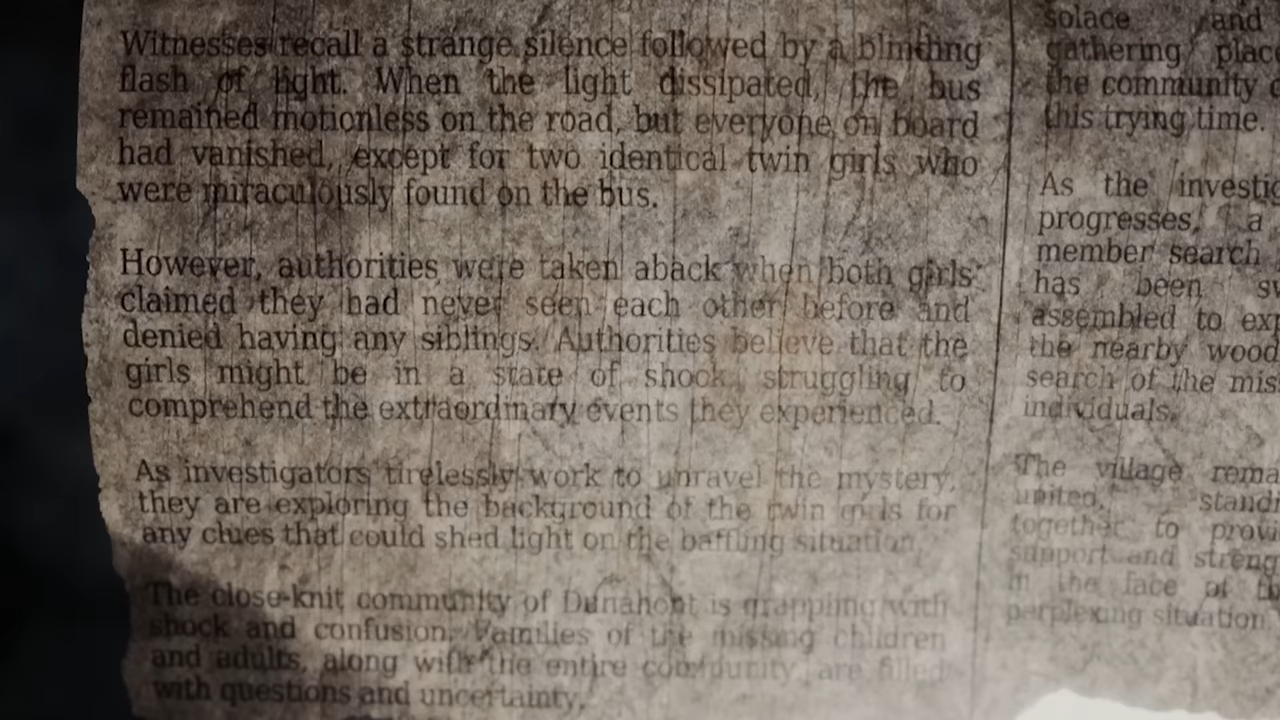 Witnesses recall a strange silence followed by a blinding
flash of light. When the light dissipated, the bus
remained motionless on the road, but everyone on board
had vanished, except for two identical twin girls who
were miraculously found on the bus.
However, authorities were taken aback when both girls
claimed they had never seen each other before and
denied having any siblings. Authorities believe that the
girls might be in a state of shock, struggling to
comprehend the extraordinary events they experienced.
As investigators tirelessly work to unravel the mystery,
they are exploring the background of the twin girls for
any clues that could shed light on the baffling situation.
The close-knit community of is grappling with
shock and confusion. Families of the missing children
and adults, along with the entire community, are filled
with questions and uncertainty.
solace and
gathering plac
the community
this trying time.
As the investig
progresses, a
member search
has been sw
assembled to exp
the nearby wood
search of the mis
individuals.
The village rema
united, standi
together to provi
support and streng
in the face of th
perplexing situation.